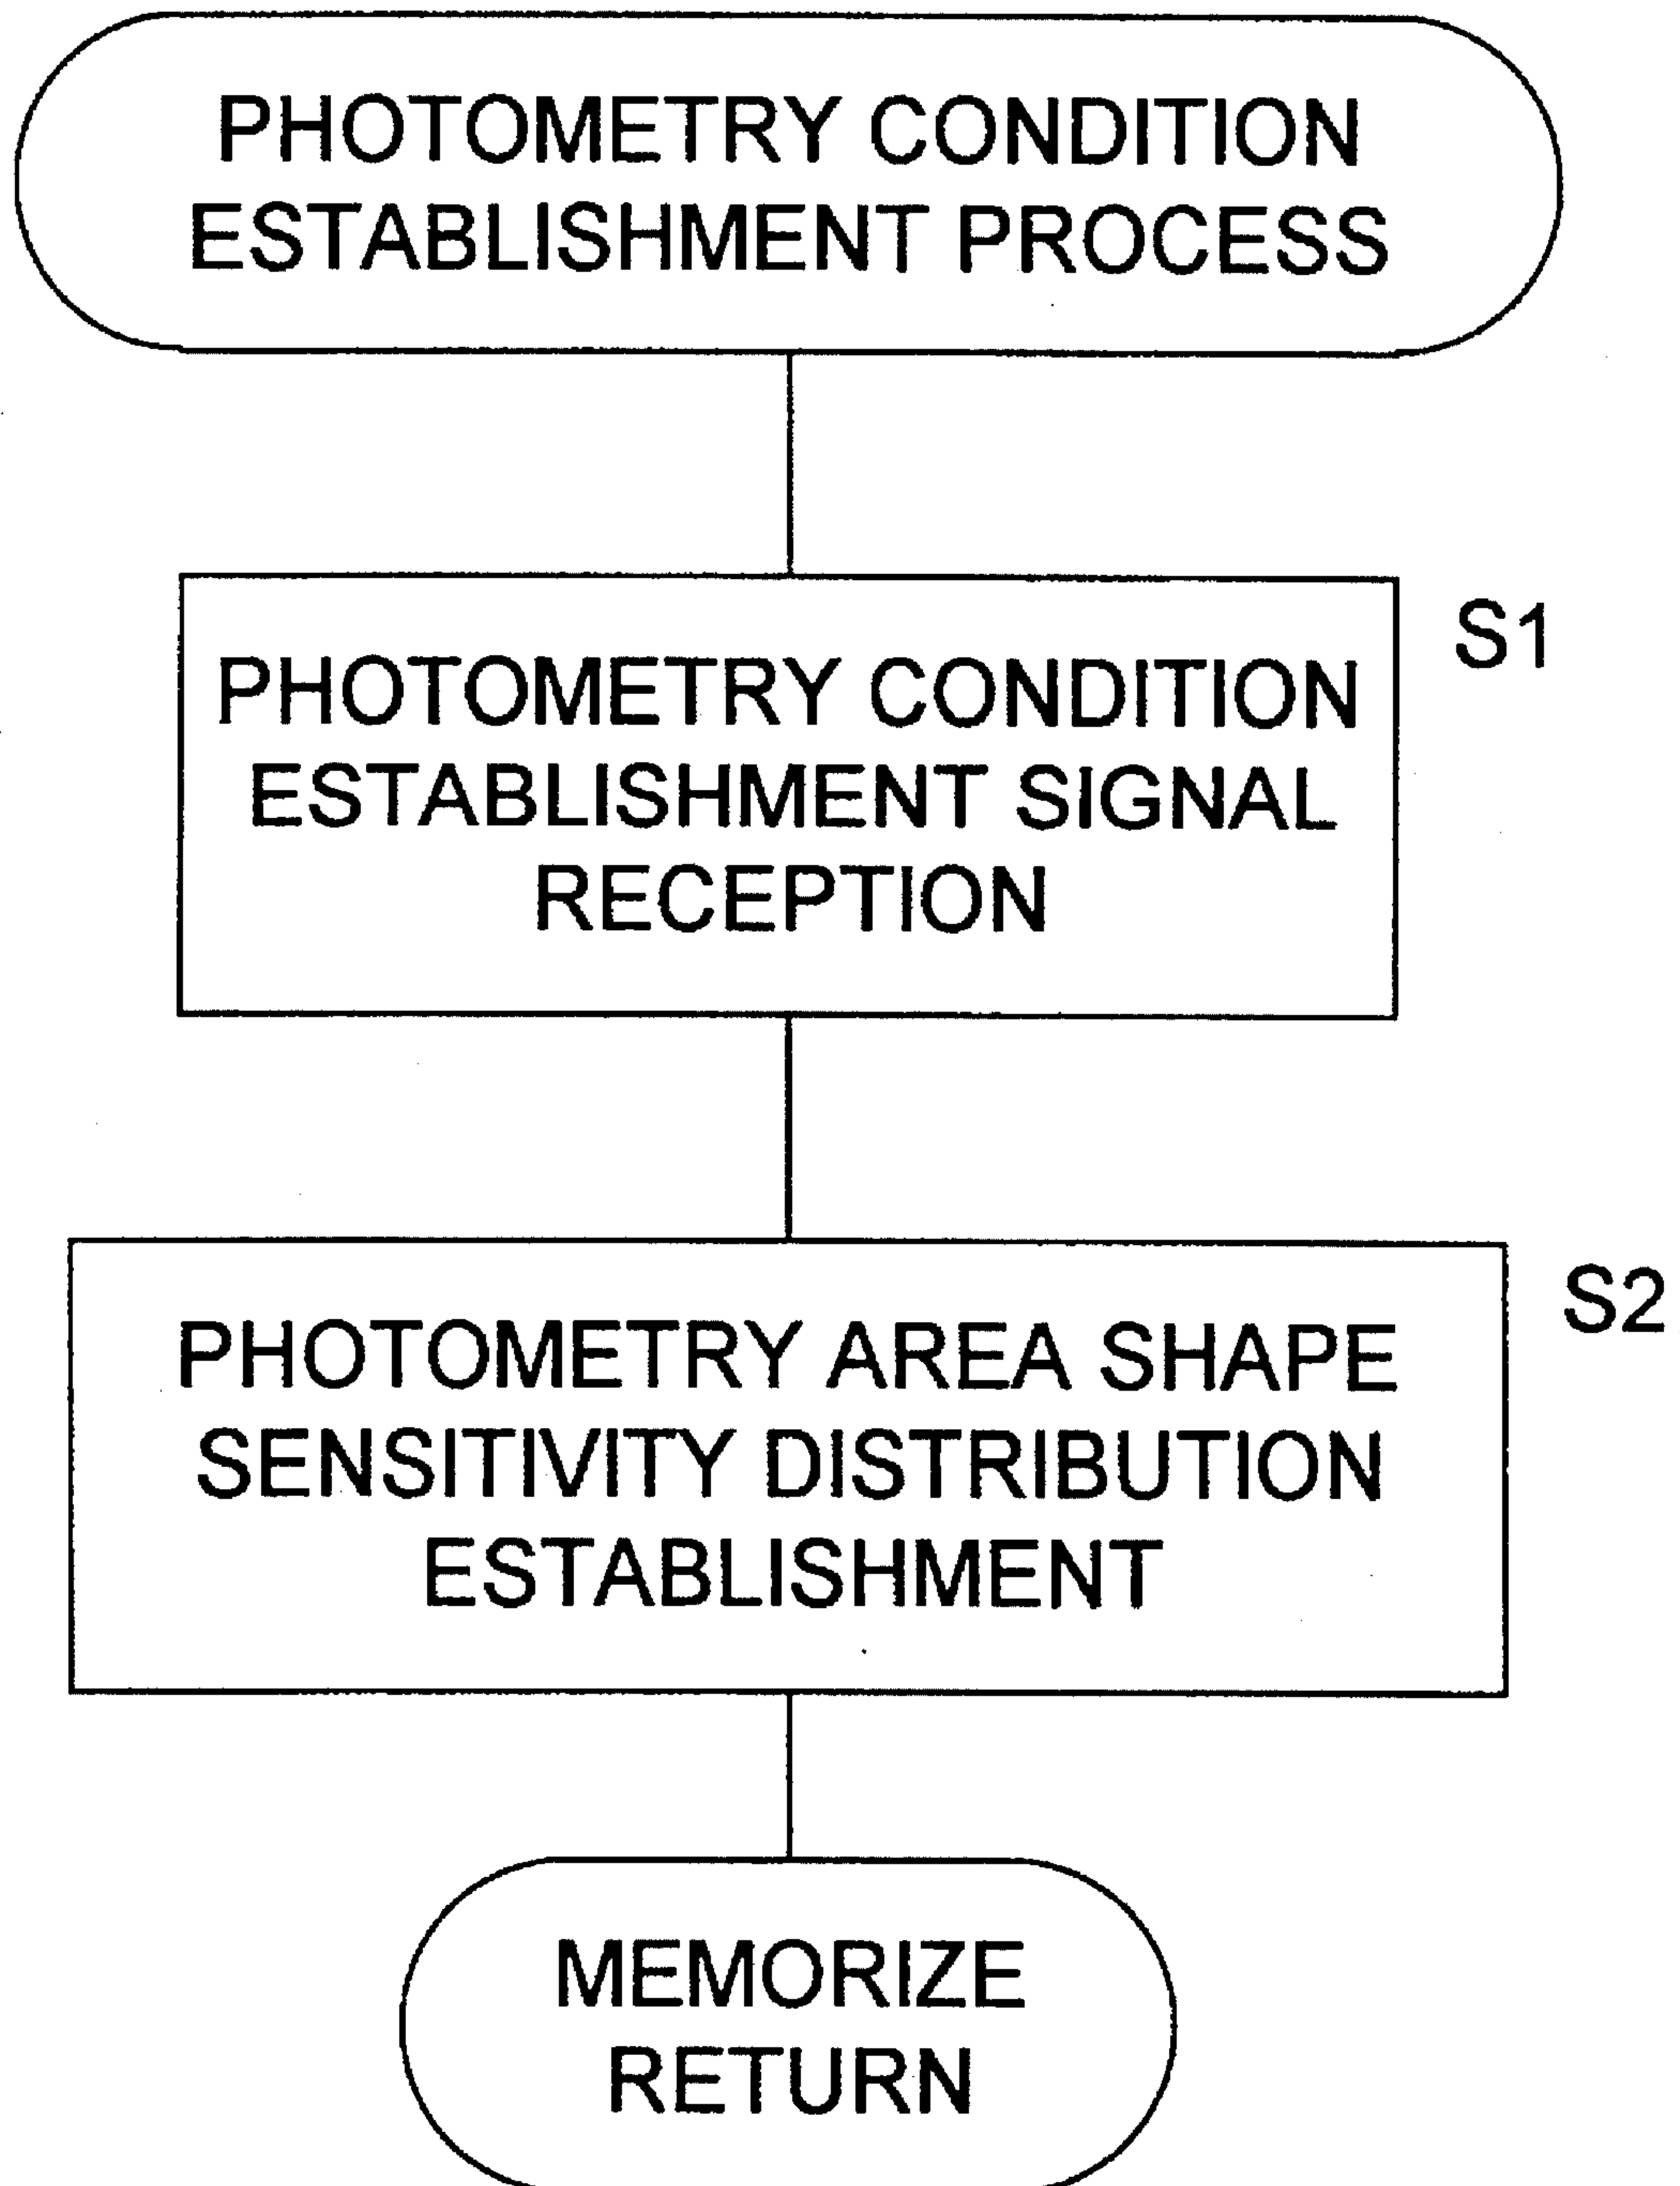 PHOTOMETRY CONDITION
ESTABLISHMENT PROCESS
S1
PHOTOMETRY CONDITION
ESTABLISHMENT SIGNAL
RECEPTION
S2
PHOTOMETRY AREA SHAPE
SENSITIVITY DISTRIBUTION
ESTABLISHMENT
MEMORIZE
RETURN